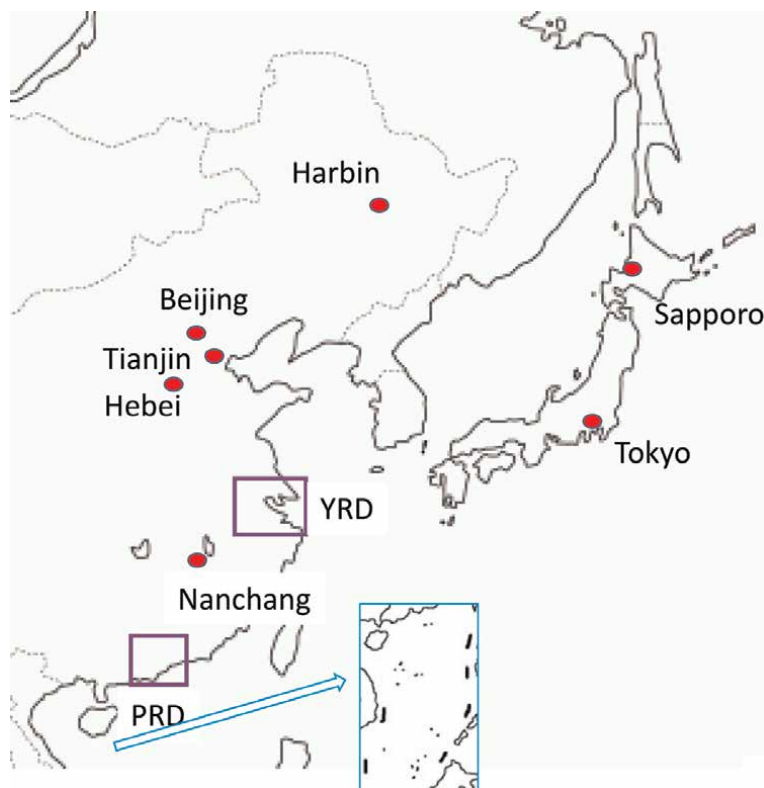 Harbin
Beijing
Sapporo
Tianjin
Hebei
Tokyo
YRD
Nanchang
PRD